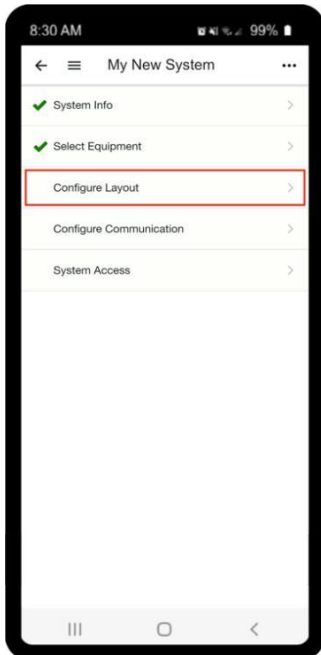 8:30 AM 99%
My New System
System Info
Select Equipment
Configure Layout
Configure Communication
System Access